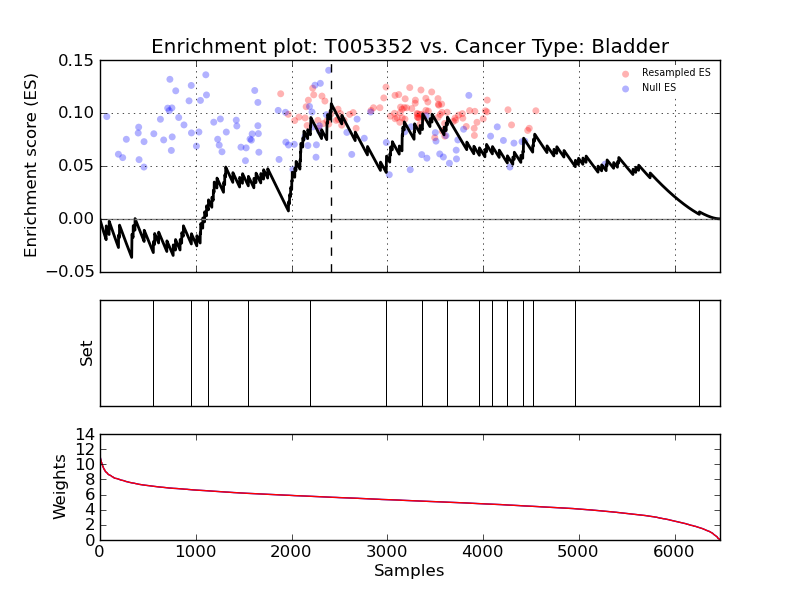 Enrichment plot: T005352 vs. Cancer Type: Bladder
Enrichment score (ES)
0.15
0.10
0.05
0.00
−0.05
Resampled ES
Null ES
Set
Weights
14
12
10
8
6
4
2
0
0 1000 2000 3000 4000 5000 6000
Samples